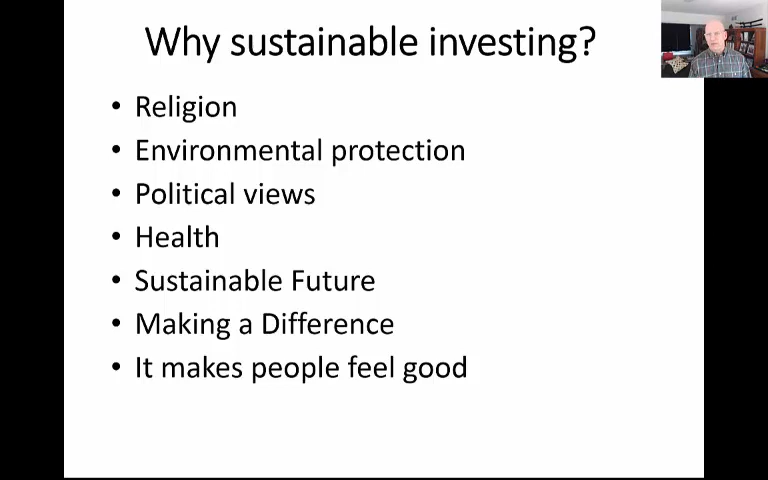 Why sustainable investing?
• Religion
• Environmental protection
• Political views
• Health
• Sustainable Future
• Making a Difference
• It makes people feel good